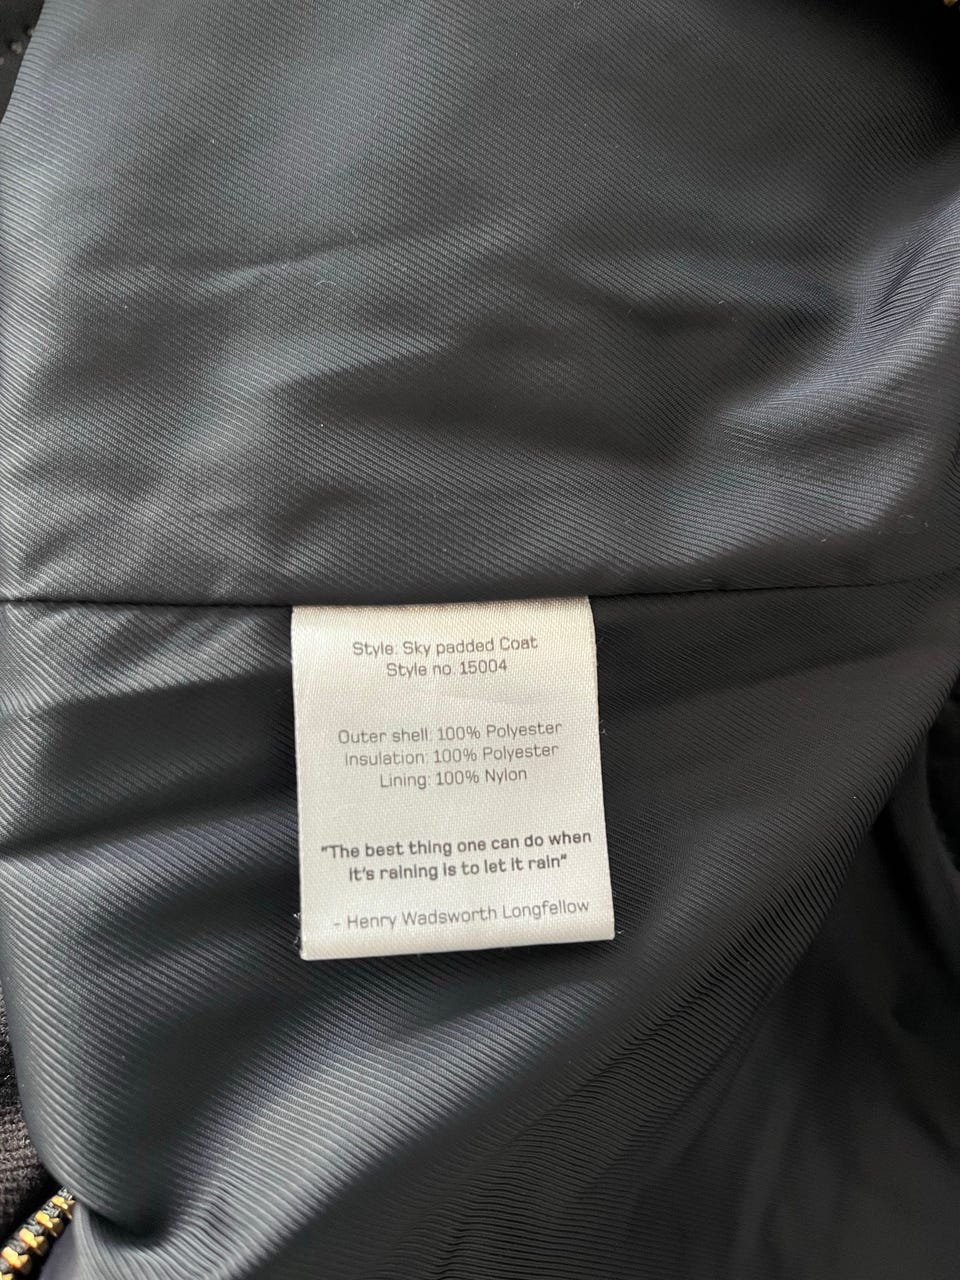 Style: Sky padded Coat
Style no. 15004
Outer shell: 100% Polyester
Insulation: 100% Polyester
Lining: 100% Nylon
"The best thing one can do when
it's raining is to let it rain"
- Henry Wadsworth Longfellow